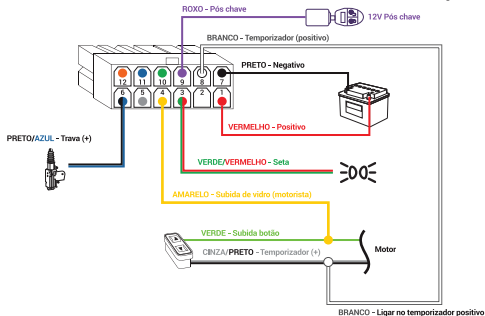 ROXO - Pós chave
12V Pós chave
BRANCO - Temporizador (positivo)
PRETO - Negativo
12 11 10 9 8 7
6 5 4 3 2 1
VERMELHO - Positivo
PRETO/AZUL - Trava (+)
VERDE/VERMELHO - Seta
AMARELO - Subida de vidro (motorista)
VERDE - Subida botão
Motor
CINZA/PRETO - Temporizador (+)
BRANCO - Ligar no temporizador positivo